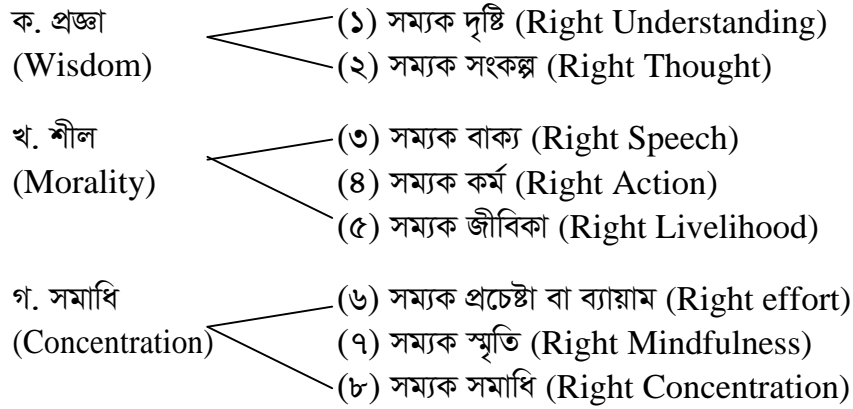 ক. প্রজ্ঞা (১) সম্যক দৃষ্টি (Right Understanding)
(Wisdom) (২) সম্যক সংকল্প (Right Thought)
খ. শীল (৩) সম্যক বাক্য (Right Speech)
(Morality) (৪) সম্যক কর্ম (Right Action)
(৫) সম্যক জীবিকা (Right Livelihood)
গ. সমাধি (৬) সম্যক প্রচেষ্টা বা ব্যায়াম (Right effort)
(Concentration) (৭) সম্যক স্মৃতি (Right Mindfulness)
(৮) সম্যক সমাধি (Right Concentration)